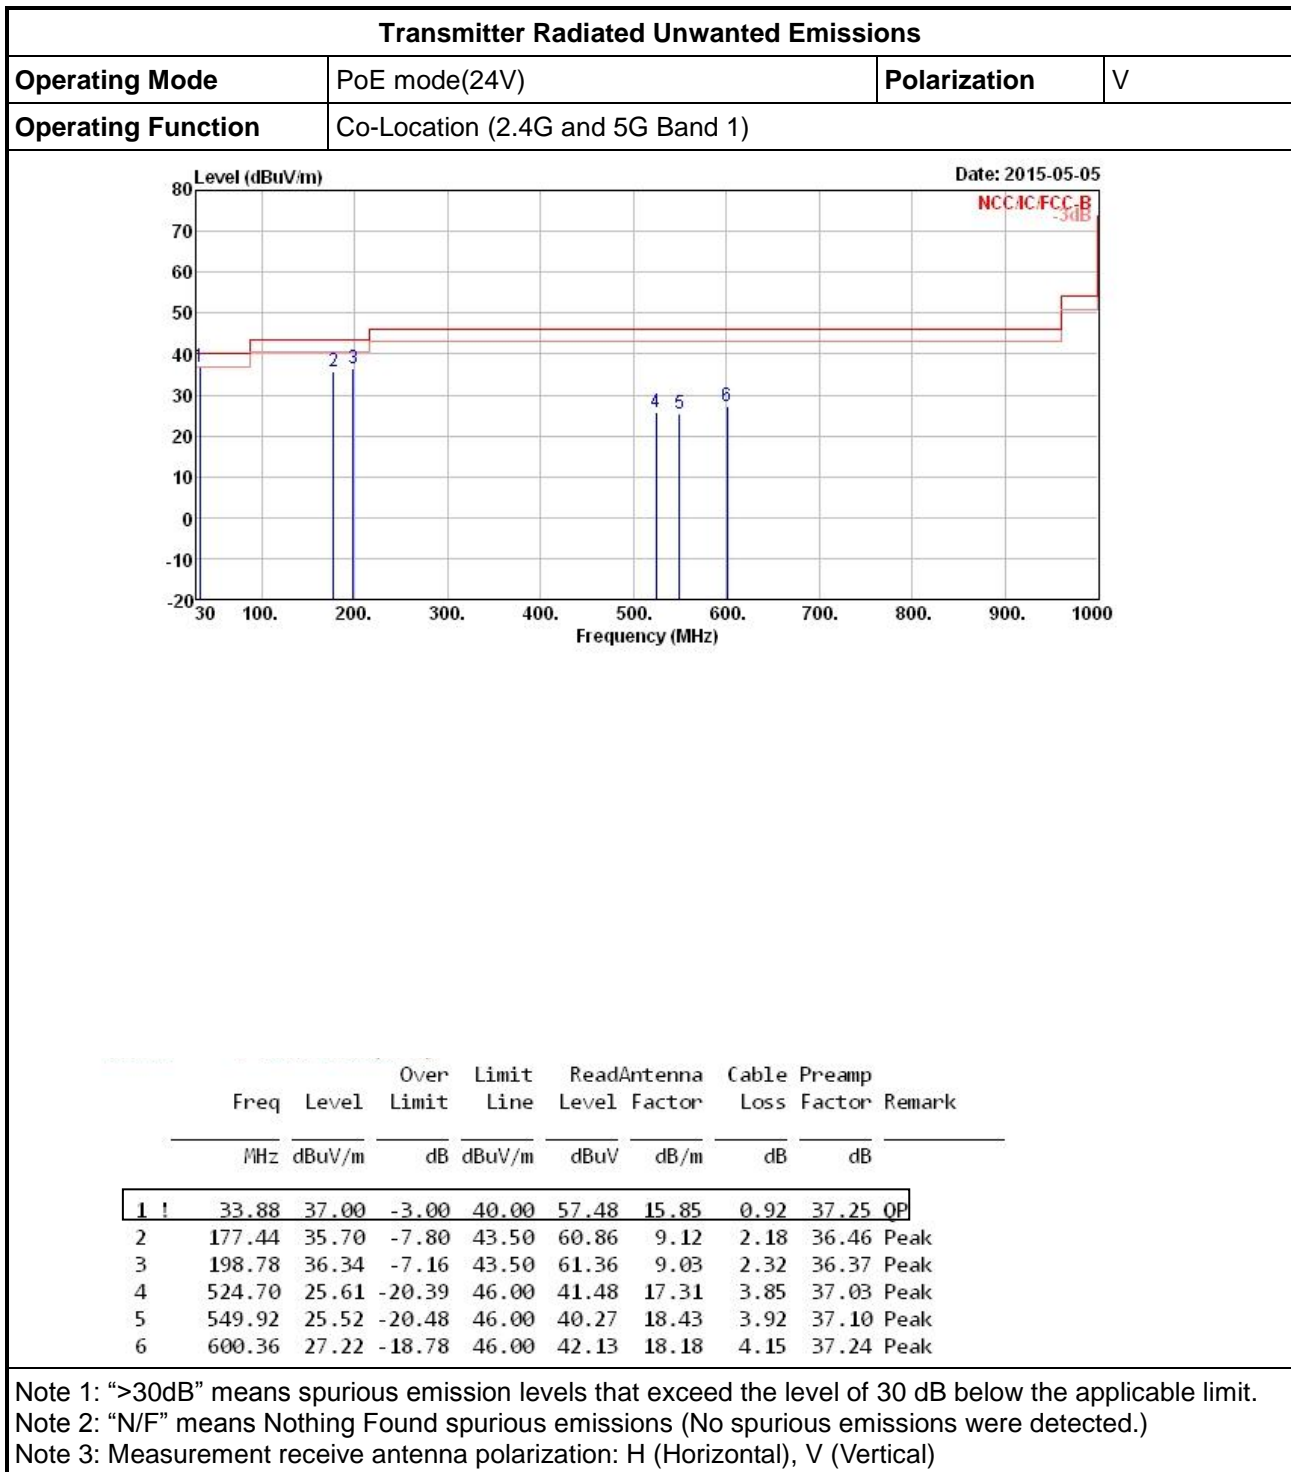 Transmitter Radiated Unwanted Emissions
Operating Mode PoE mode(24V) Polarization V
Operating Function Co-Location (2.4G and 5G Band 1)
Level (dBuV/m) Date: 2015-05-05
80
NCC/IC/FCC-B
-3dB
70
60
50
40
30
20
10
0
-10
-20
1 2 3 4 5 6
30 100. 200. 300. 400. 500. 600. 700. 800. 900. 1000
Frequency (MHz)
Over Limit ReadAntenna Cable Preamp
Freq Level Limit Line Level Factor Loss Factor Remark
MHz dBuV/m dB dBuV/m dBuV dB/m dB dB
1 ! 33.88 37.00 -3.00 40.00 57.48 15.85 0.92 37.25 QP
2 177.44 35.70 -7.80 43.50 60.86 9.12 2.18 36.46 Peak
3 198.78 36.34 -7.16 43.50 61.36 9.03 2.32 36.37 Peak
4 524.70 25.61 -20.39 46.00 41.48 17.31 3.85 37.03 Peak
5 549.92 25.52 -20.48 46.00 40.27 18.43 3.92 37.10 Peak
6 600.36 27.22 -18.78 46.00 42.13 18.18 4.15 37.24 Peak
Note 1: “>30dB” means spurious emission levels that exceed the level of 30 dB below the applicable limit.
Note 2: “N/F” means Nothing Found spurious emissions (No spurious emissions were detected.)
Note 3: Measurement receive antenna polarization: H (Horizontal), V (Vertical)